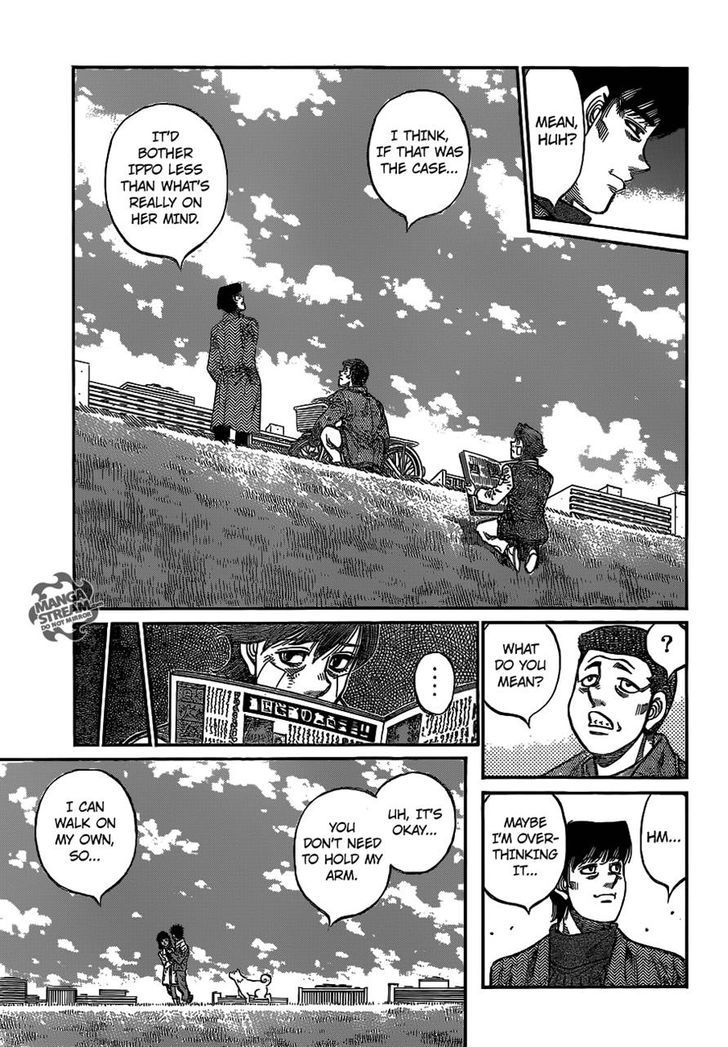 MEAN,
HUH?
I THINK,
IF THAT WAS
THE CASE...
IT'D
BOTHER
IPPO LESS
THAN WHAT'S
REALLY ON
HER MIND.
MANGA
STREAM
DO NOT MIRROR
?
WHAT
DO YOU
MEAN?
...
HM...
MAYBE
I'M OVER-
THINKING
IT...
UH, IT'S
OKAY...
YOU
DON'T NEED
TO HOLD MY
ARM.
I CAN
WALK ON
MY OWN,
SO...